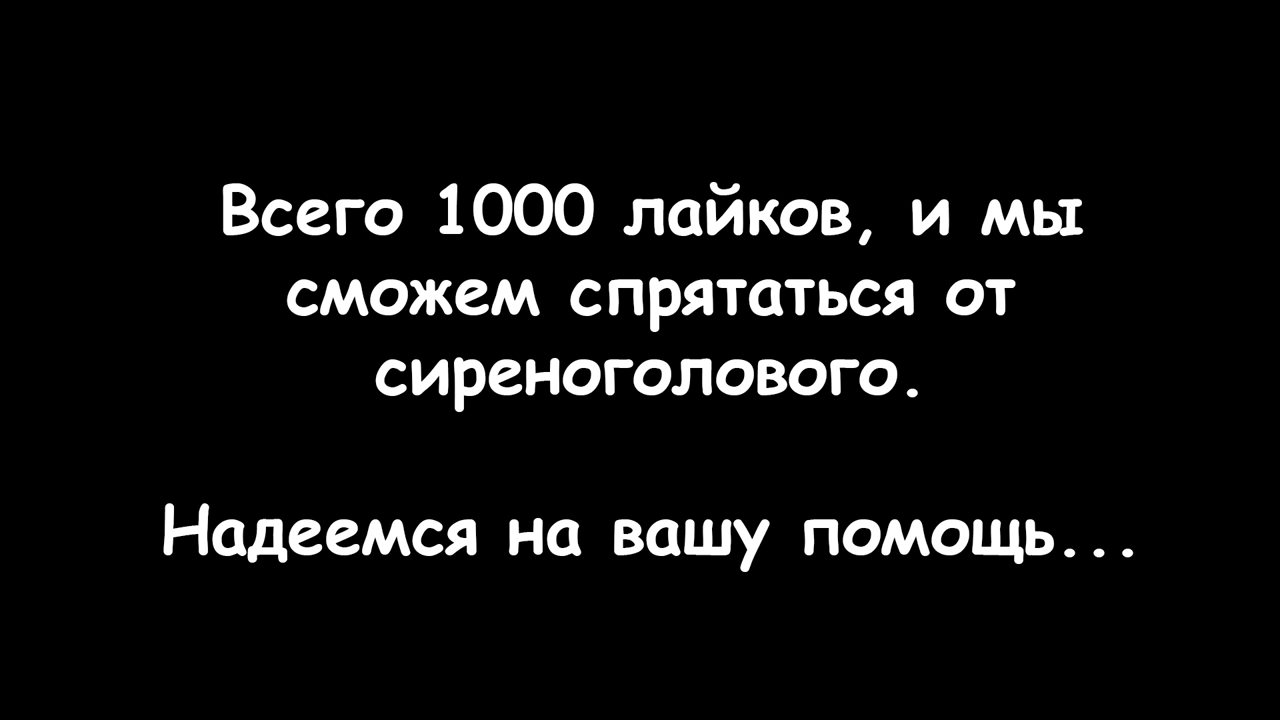 Всего 1000 лайков, и мы
сможем спрятаться от
сиреноголового.
Надеемся на вашу помощь...